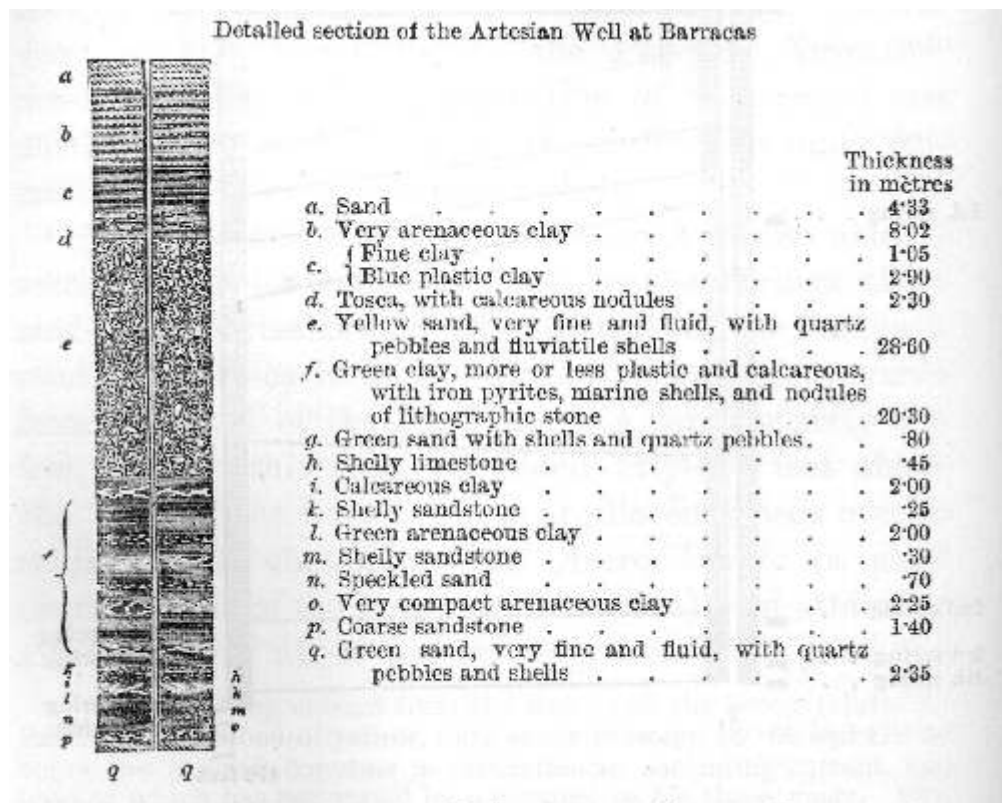 Detailed section of the Artesian Well at Barracas
a
b
c
d
e
i
n
p
h
k
m
o
q q
Thickness
in mètres
a. Sand . . . . . . . . . 4·33
b. Very arenaceous clay . . . . . . 8·02
c. { Fine clay . . . . . . . . 1·05
{ Blue plastic clay . . . . . . 2·90
d. Tosca, with calcareous nodules . . . . 2·30
e. Yellow sand, very fine and fluid, with quartz
pebbles and fluviatile shells . . . . 28·60
f. Green clay, more or less plastic and calcareous,
with iron pyrites, marine shells, and nodules
of lithographic stone . . . . . 20·30
g. Green sand with shells and quartz pebbles. . ·80
h. Shelly limestone . . . . . . . ·45
i. Calcareous clay . . . . . . . 2·00
k. Shelly sandstone . . . . . . . ·25
l. Green arenaceous clay . . . . . . 2·00
m. Shelly sandstone . . . . . . . ·30
n. Speckled sand . . . . . . . ·70
o. Very compact arenaceous clay . . . . 2·25
p. Coarse sandstone . . . . . . . 1·40
q. Green sand, very fine and fluid, with quartz
pebbles and shells . . . . . . 2·35